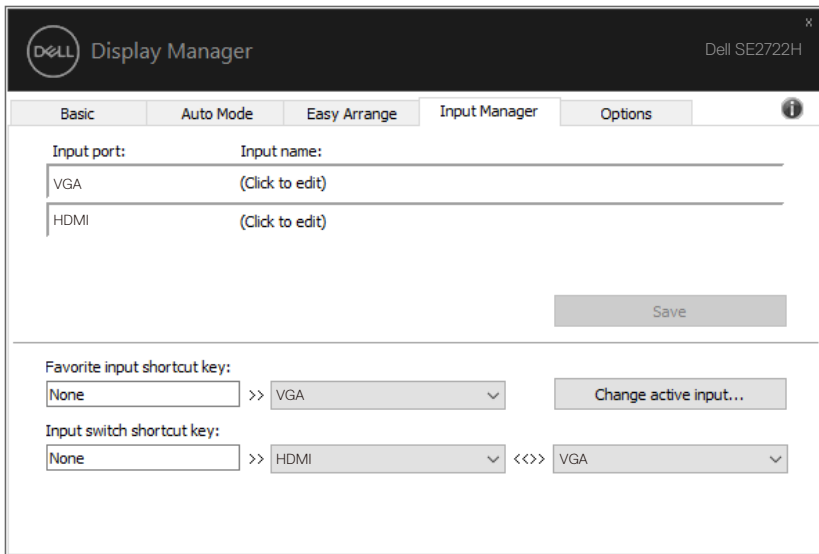 x
DELL Display Manager
Dell SE2722H
Basic Auto Mode Easy Arrange Input Manager Options i
Input port: Input name:
VGA (Click to edit)
HDMI (Click to edit)
Save
Favorite input shortcut key:
None >> VGA Change active input...
Input switch shortcut key:
None >> HDMI <<>> VGA